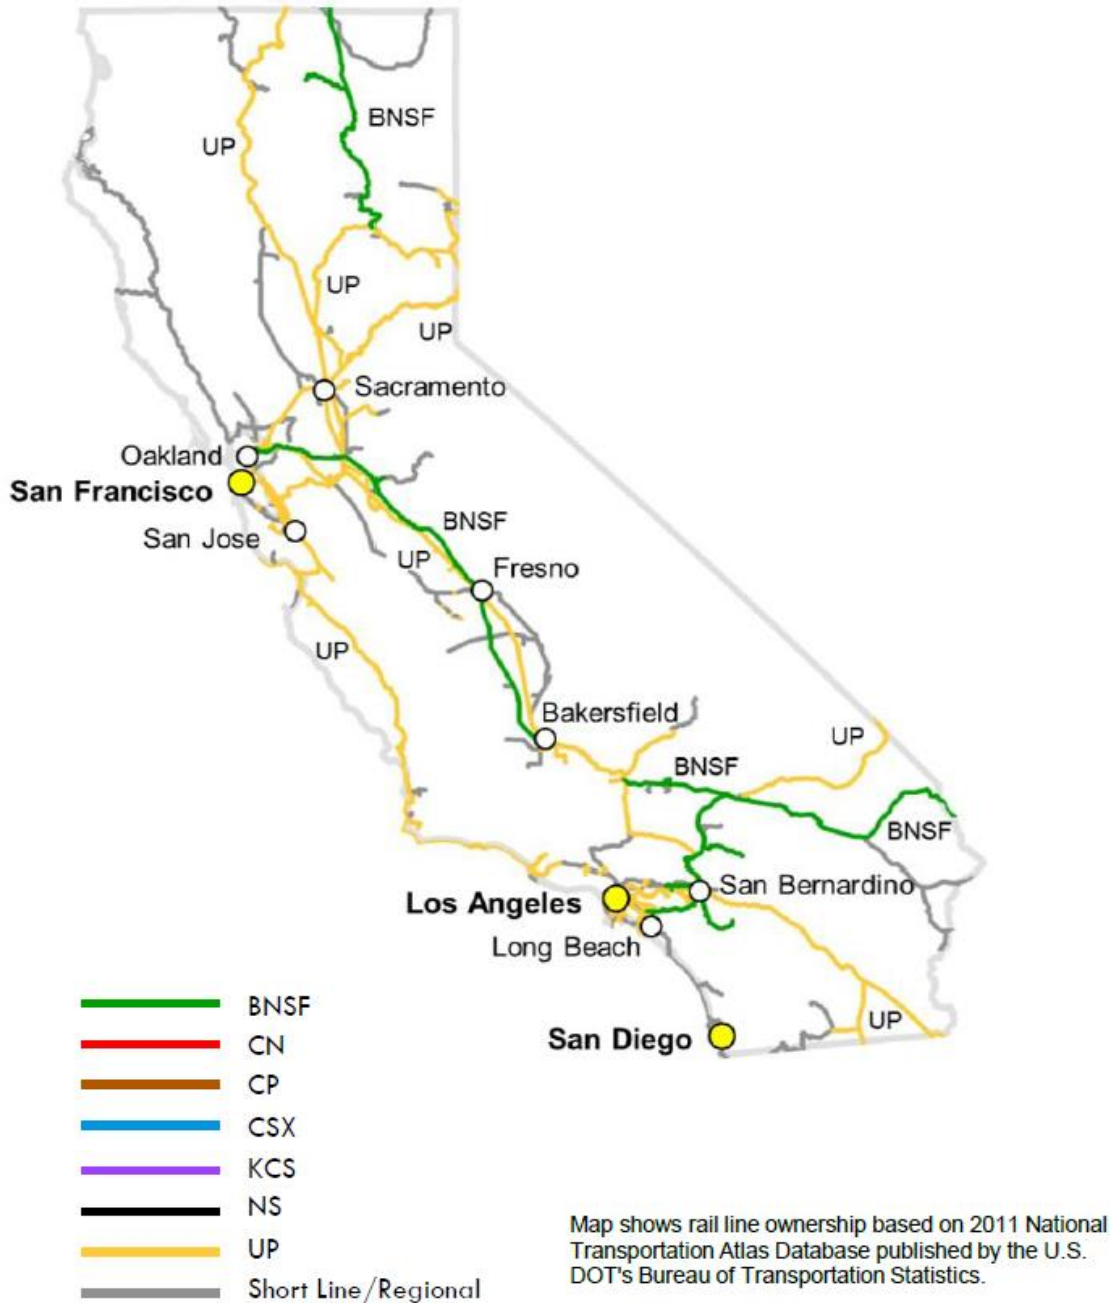 BNSF
UP
UP
UP
Sacramento
Oakland
San Francisco
BNSF
San Jose
UP
Fresno
UP
Bakersfield
UP
BNSF
BNSF
San Bernardino
Los Angeles
Long Beach
UP
San Diego
BNSF
CN
CP
CSX
KCS
NS
UP
Short Line/Regional
Map shows rail line ownership based on 2011 National
Transportation Atlas Database published by the U.S.
DOT's Bureau of Transportation Statistics.